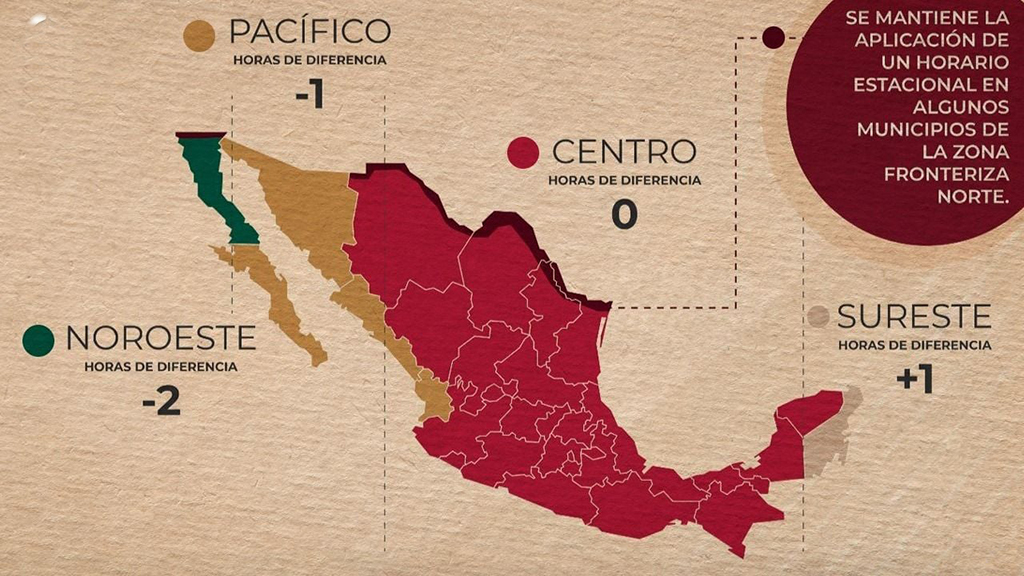 PACÍFICO
HORAS DE DIFERENCIA
-1
CENTRO
HORAS DE DIFERENCIA
0
SE MANTIENE LA
APLICACIÓN DE
UN HORARIO
ESTACIONAL EN
ALGUNOS
MUNICIPIOS DE
LA ZONA
FRONTERIZA
NORTE.
NOROESTE
HORAS DE DIFERENCIA
-2
SURESTE
HORAS DE DIFERENCIA
+1